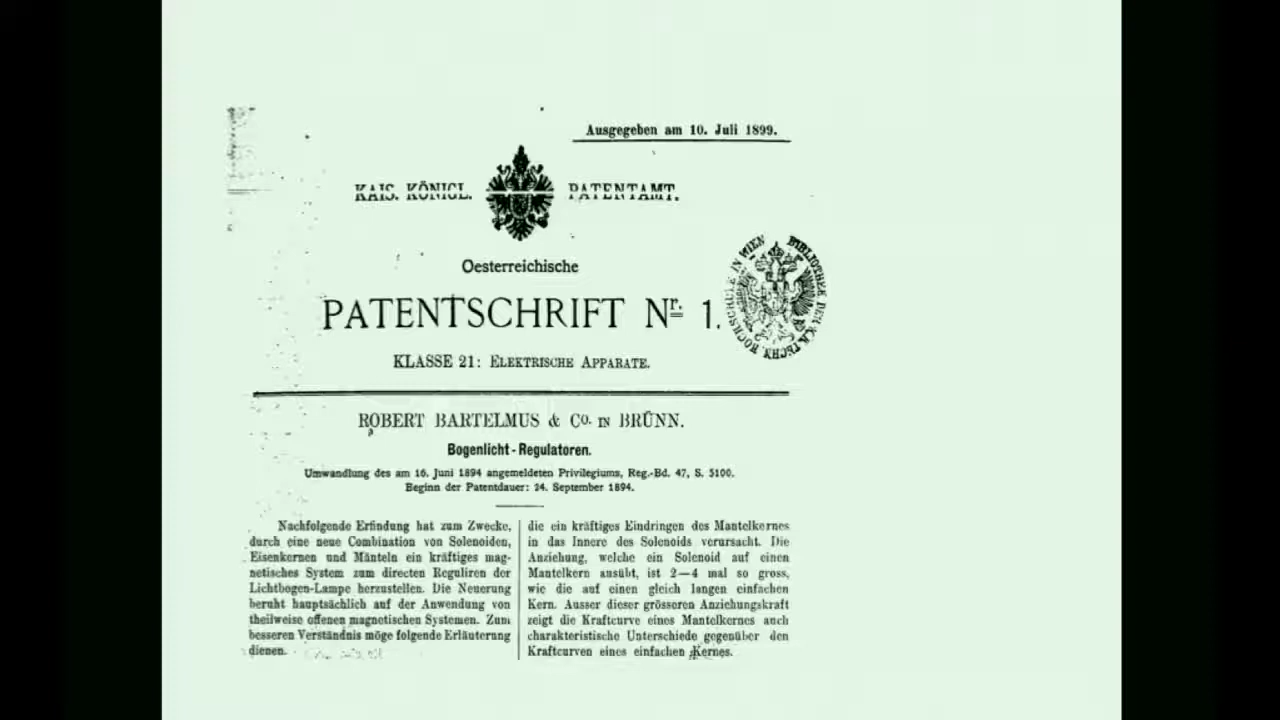 Ausgegeben am 10. Juli 1899.
KAIS. KÖNIGL. PATENTAMT.
Oesterreichische
PATENTSCHRIFT Nr. 1.
BIBLIOTHEK DER K.K. TECHN. HOCHSCHULE IN WIEN
KLASSE 21: ELEKTRISCHE APPARATE.
ROBERT BARTELMUS & Co. IN BRÜNN.
Bogenlicht-Regulatoren.
Umwandlung des am 16. Juni 1894 angemeldeten Privilegiums, Reg.-Bd. 47, S. 5100.
Beginn der Patentdauer: 24. September 1894.
Nachfolgende Erfindung hat zum Zwecke,
durch eine neue Combination von Solenoiden,
Eisenkernen und Mänteln ein kräftiges mag-
netisches System zum directen Reguliren der
Lichtbogen-Lampe herzustellen. Die Neuerung
beruht hauptsächlich auf der Anwendung von
theilweise offenen magnetischen Systemen. Zum
besseren Verständnis möge folgende Erläuterung
dienen.
die ein kräftiges Eindringen des Mantelkernes
in das Innere des Solenoids verursacht. Die
Anziehung, welche ein Solenoid auf einen
Mantelkern ausübt, ist 2—4 mal so gross,
wie die auf einen gleich langen einfachen
Kern. Ausser dieser grösseren Anziehungskraft
zeigt die Kraftcurve eines Mantelkernes auch
charakteristische Unterschiede gegenüber den
Kraftcurven eines einfachen Kernes.